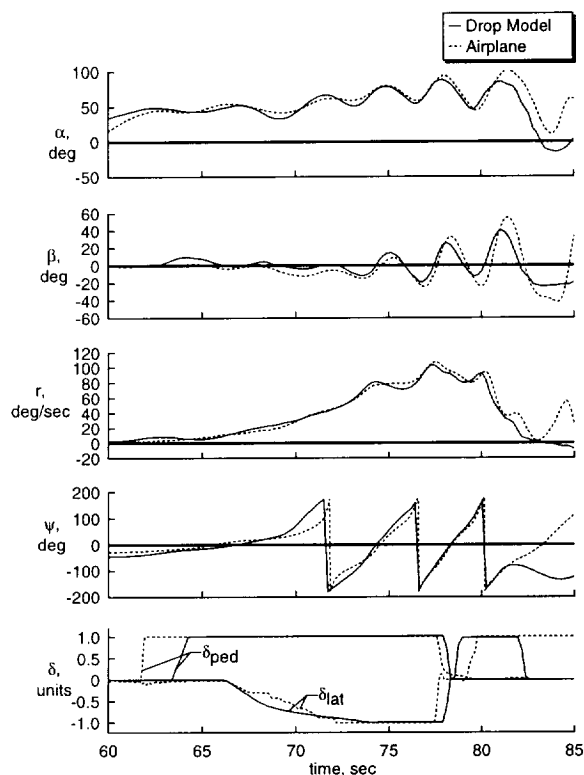 Drop Model
Airplane
100
50
0
-50
α,
deg
60
40
20
0
-20
-40
-60
β,
deg
120
100
80
60
40
20
0
-20
r,
deg/sec
200
100
0
-100
-200
ψ,
deg
1.0
.5
0
-0.5
-1.0
δ,
units
δped
δlat
60 65 70 75 80 85
time, sec